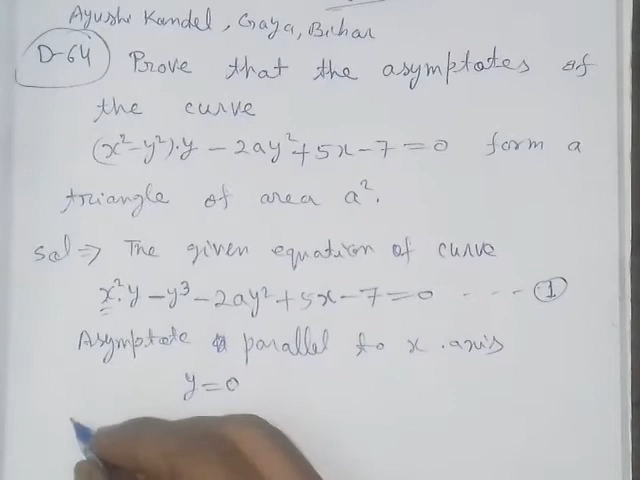 Ayushi Kandel, Gaya, Bihar
D-64 Prove that the asymptotes of
the curve
(x²-y²).y - 2ay² + 5x - 7 = 0 form a
triangle of area a².
Sol ⇒ The given equation of curve
x²y - y³ - 2ay² + 5x - 7 = 0 ---- ①
Asymptote parallel to x.axis
y = 0